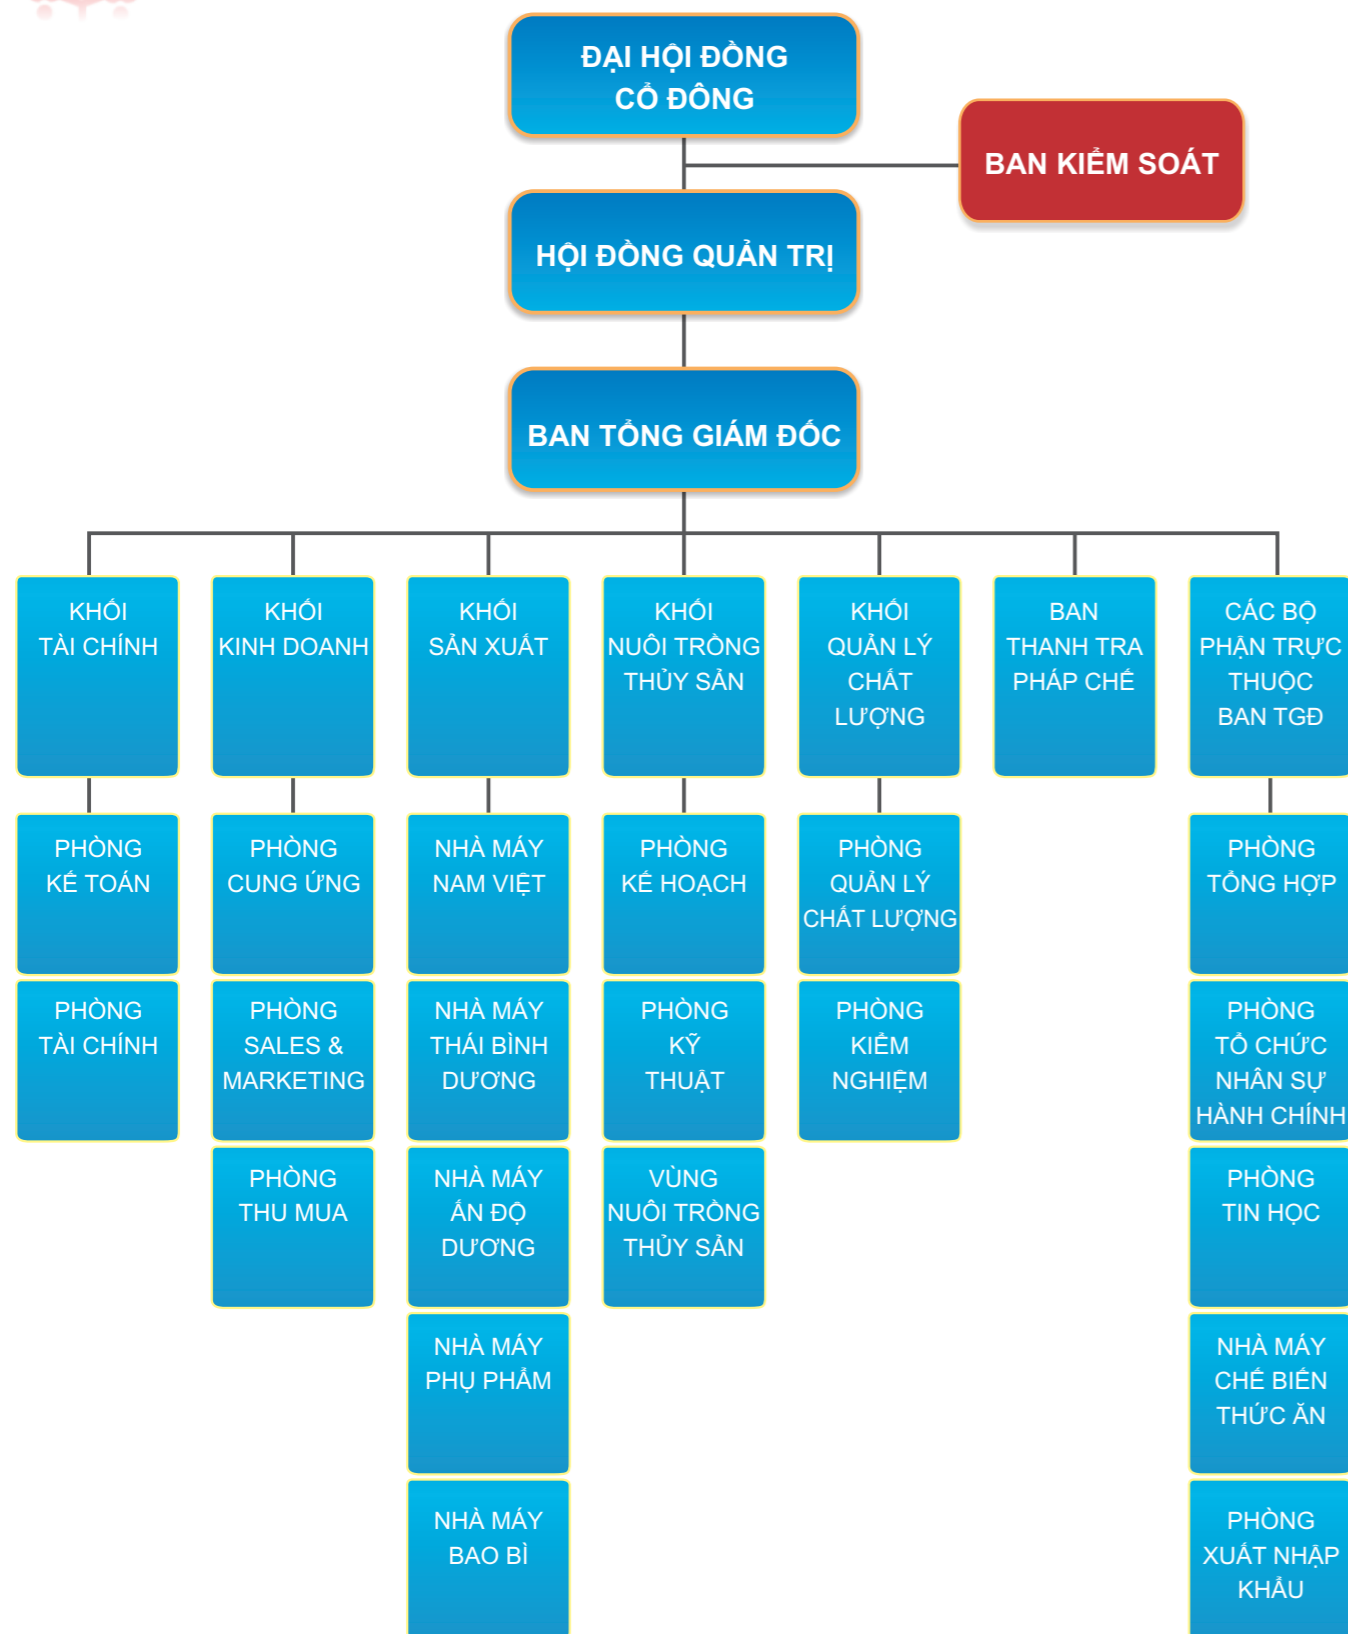 ĐẠI HỘI ĐỒNG
CỔ ĐÔNG
BAN KIỂM SOÁT
HỘI ĐỒNG QUẢN TRỊ
BAN TỔNG GIÁM ĐỐC
KHỐI
TÀI CHÍNH
KHỐI
KINH DOANH
KHỐI
SẢN XUẤT
KHỐI
NUÔI TRỒNG
THỦY SẢN
KHỐI
QUẢN LÝ
CHẤT
LƯỢNG
BAN
THANH TRA
PHÁP CHẾ
CÁC BỘ
PHẬN TRỰC
THUỘC
BAN TGĐ
PHÒNG
KẾ TOÁN
PHÒNG
CUNG ỨNG
NHÀ MÁY
NAM VIỆT
PHÒNG
KẾ HOẠCH
PHÒNG
QUẢN LÝ
CHẤT LƯỢNG
PHÒNG
TỔNG HỢP
PHÒNG
TÀI CHÍNH
PHÒNG
SALES &
MARKETING
NHÀ MÁY
THÁI BÌNH
DƯƠNG
PHÒNG
KỸ
THUẬT
PHÒNG
KIỂM
NGHIỆM
PHÒNG
TỔ CHỨC
NHÂN SỰ
HÀNH CHÍNH
PHÒNG
THU MUA
NHÀ MÁY
ẤN ĐỘ
DƯƠNG
VÙNG
NUÔI TRỒNG
THỦY SẢN
PHÒNG
TIN HỌC
NHÀ MÁY
PHỤ PHẨM
NHÀ MÁY
CHẾ BIẾN
THỨC ĂN
NHÀ MÁY
BAO BÌ
PHÒNG
XUẤT NHẬP
KHẨU